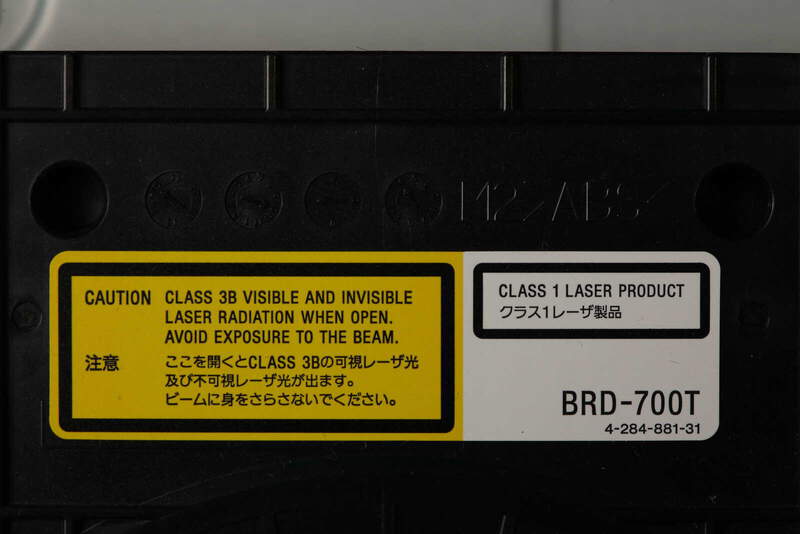 M2 >ABS<
CAUTION CLASS 3B VISIBLE AND INVISIBLE
LASER RADIATION WHEN OPEN.
AVOID EXPOSURE TO THE BEAM.
注意 ここを開くとCLASS 3Bの可視レーザ光
及び不可視レーザ光が出ます。
ビームに身をさらさないでください。
CLASS 1 LASER PRODUCT
クラス1レーザ製品
BRD-700T
4-284-881-31